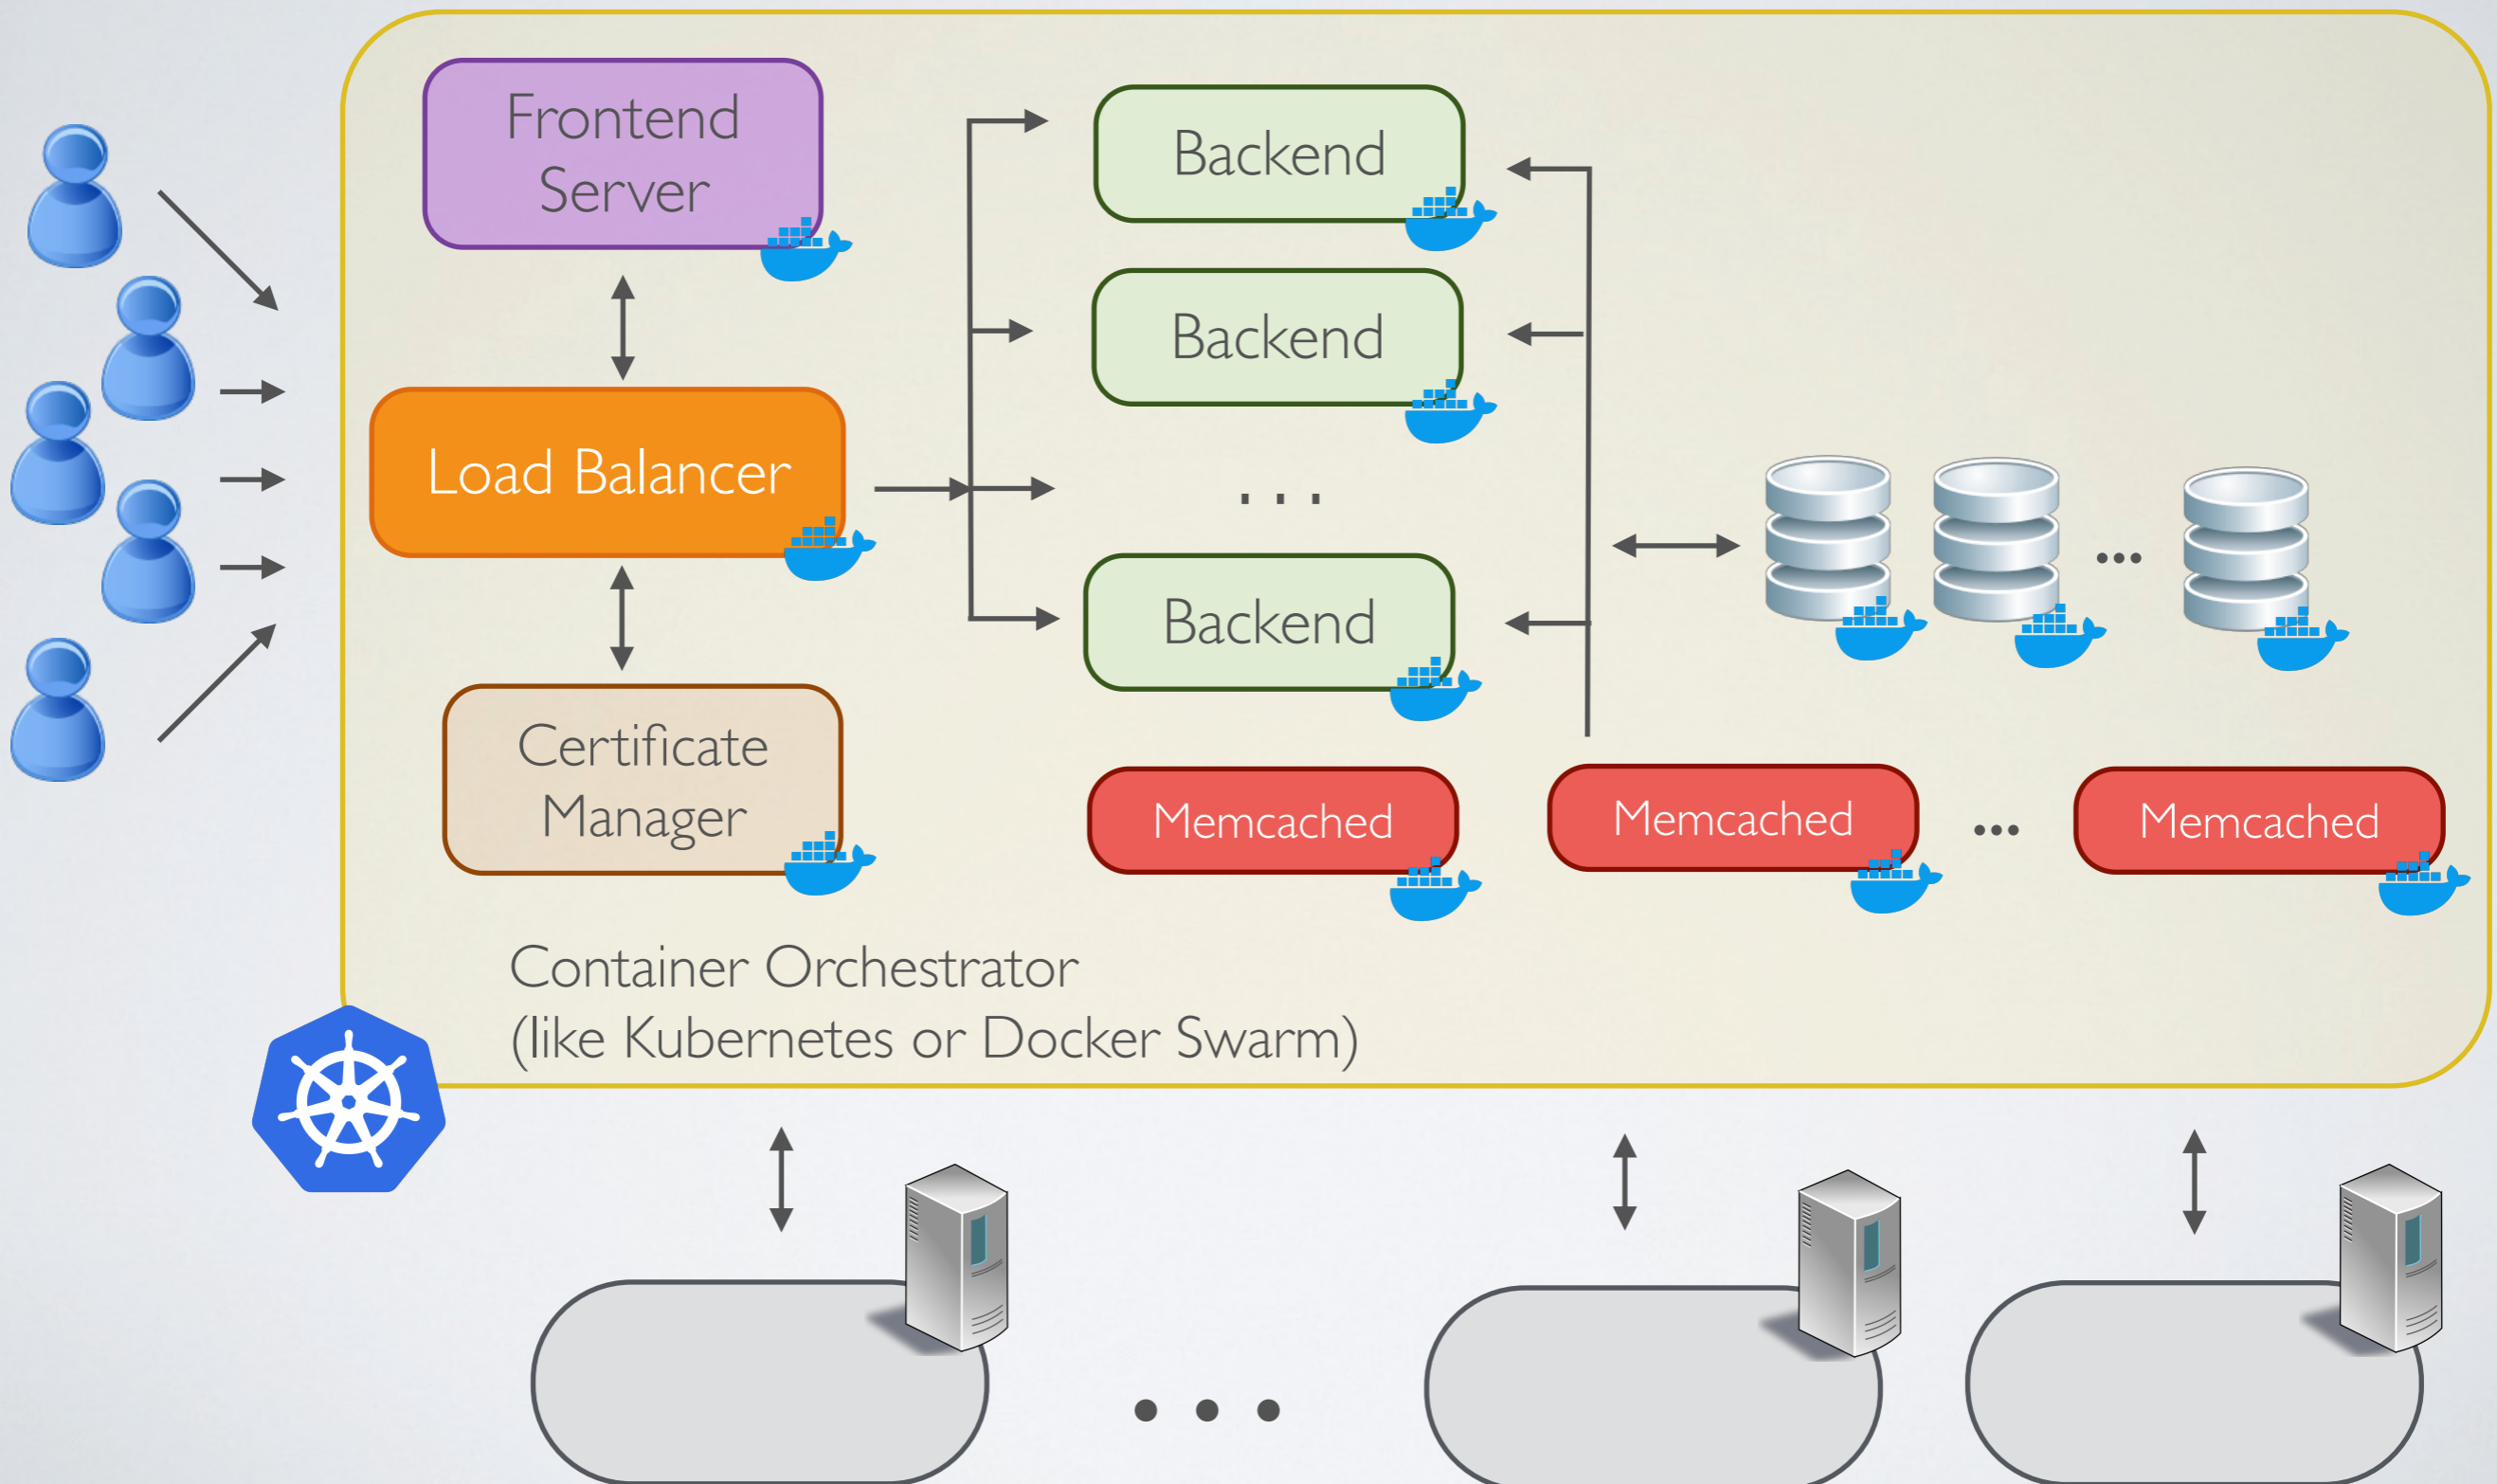 Frontend
Server
Backend
Backend
Load Balancer
. . .
Backend
...
Certificate
Manager
Memcached
Memcached
...
Memcached
Container Orchestrator
(like Kubernetes or Docker Swarm)
. . .